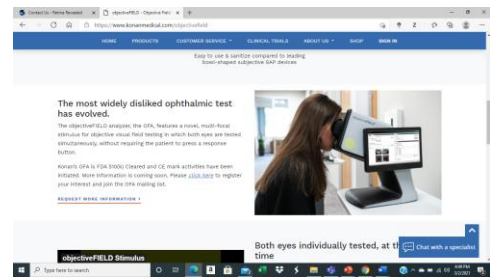 Contact Us - Retina Revealed
objectiveFIELD - Objective Field
https://www.konanmedical.com/objectivefield
HOME PRODUCTS CUSTOMER SERVICE CLINICAL TRIALS ABOUT US SHOP SIGN IN
Easy to use & sanitize compared to leading
bowl-shaped subjective SAP devices
The most widely disliked ophthalmic test
has evolved.
The objectiveFIELD analyzer, the OFA, features a novel, multi-focal
stimulus for objective visual field testing in which both eyes are tested
simultaneously, without requiring the patient to press a response
button.
Konan's OFA is FDA 510(k) Cleared and CE mark activities have been
initiated. More information is coming soon. Please click here to register
your interest and join the OFA mailing list.
REQUEST MORE INFORMATION
objectiveFIELD Stimulus
Both eyes individually tested, at th
time
Chat with a specialist
Type here to search
4:48 PM